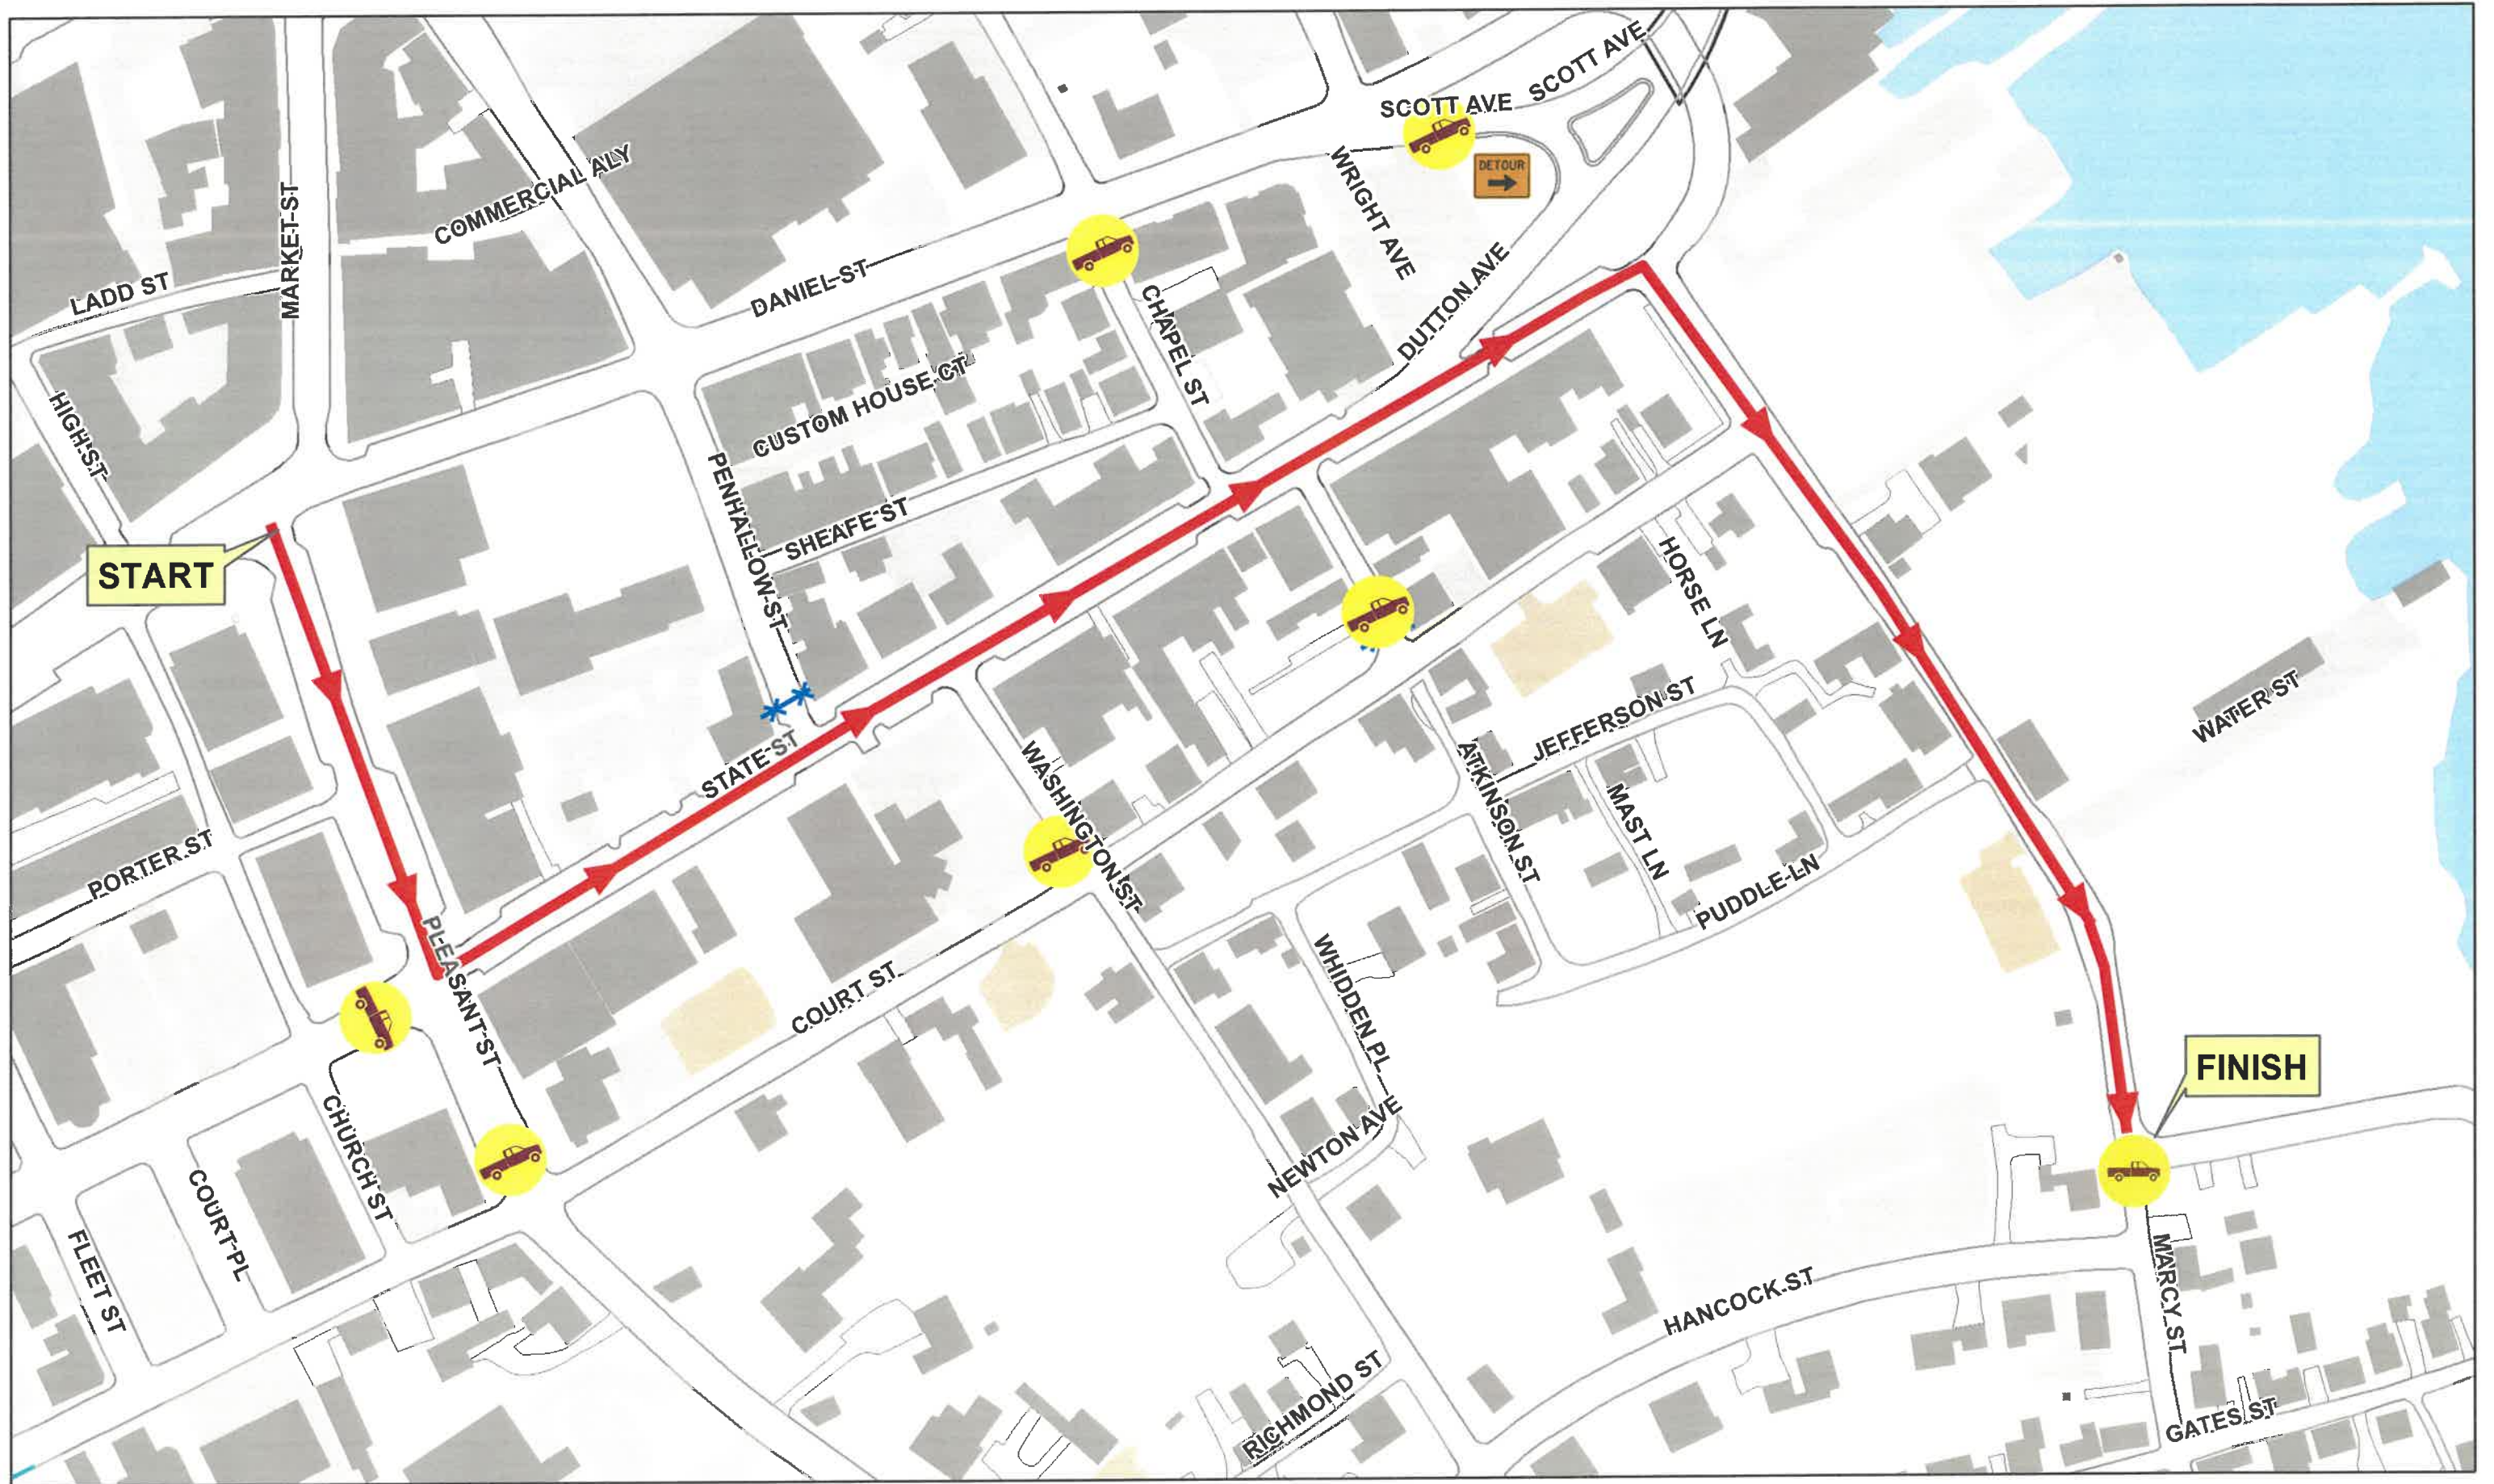 SCOTT AVE
SCOTT AVE
DETOUR
WRIGHT AVE
COMMERCIAL ALY
MARKET ST
LADD ST
DANIEL ST
CHAPEL ST
DUTTON AVE
HIGH ST
CUSTOM HOUSE CT
PENHALLOW ST
SHEAFE ST
START
HORSE LN
STATE ST
WASHINGTON ST
JEFFERSON ST
ATKINSON ST
MAST LN
WATER ST
PORTER ST
PUDDLE LN
PLEASANT ST
COURT ST
WHIDDEN PL
FINISH
CHURCH ST
NEWTON AVE
COURT PL
FLEET ST
HANCOCK ST
MARCY ST
RICHMOND ST
GATES ST